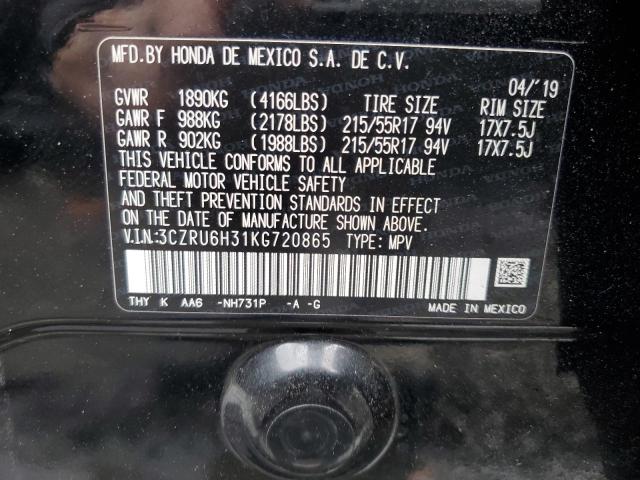 MFD. BY HONDA DE MEXICO S.A. DE C.V.
04/'19
GVWR 1890KG (4166LBS) TIRE SIZE RIM SIZE
GAWR F 988KG (2178LBS) 215/55R17 94V 17X7.5J
GAWR R 902KG (1988LBS) 215/55R17 94V 17X7.5J
THIS VEHICLE CONFORMS TO ALL APPLICABLE
FEDERAL MOTOR VEHICLE SAFETY
AND THEFT PREVENTION STANDARDS IN EFFECT
ON THE DATE OF MANUFACTURE SHOWN ABOVE.
V.I.N.:3CZRU6H31KG720865 TYPE: MPV
THY K AA6 -NH731P -A -G MADE IN MEXICO